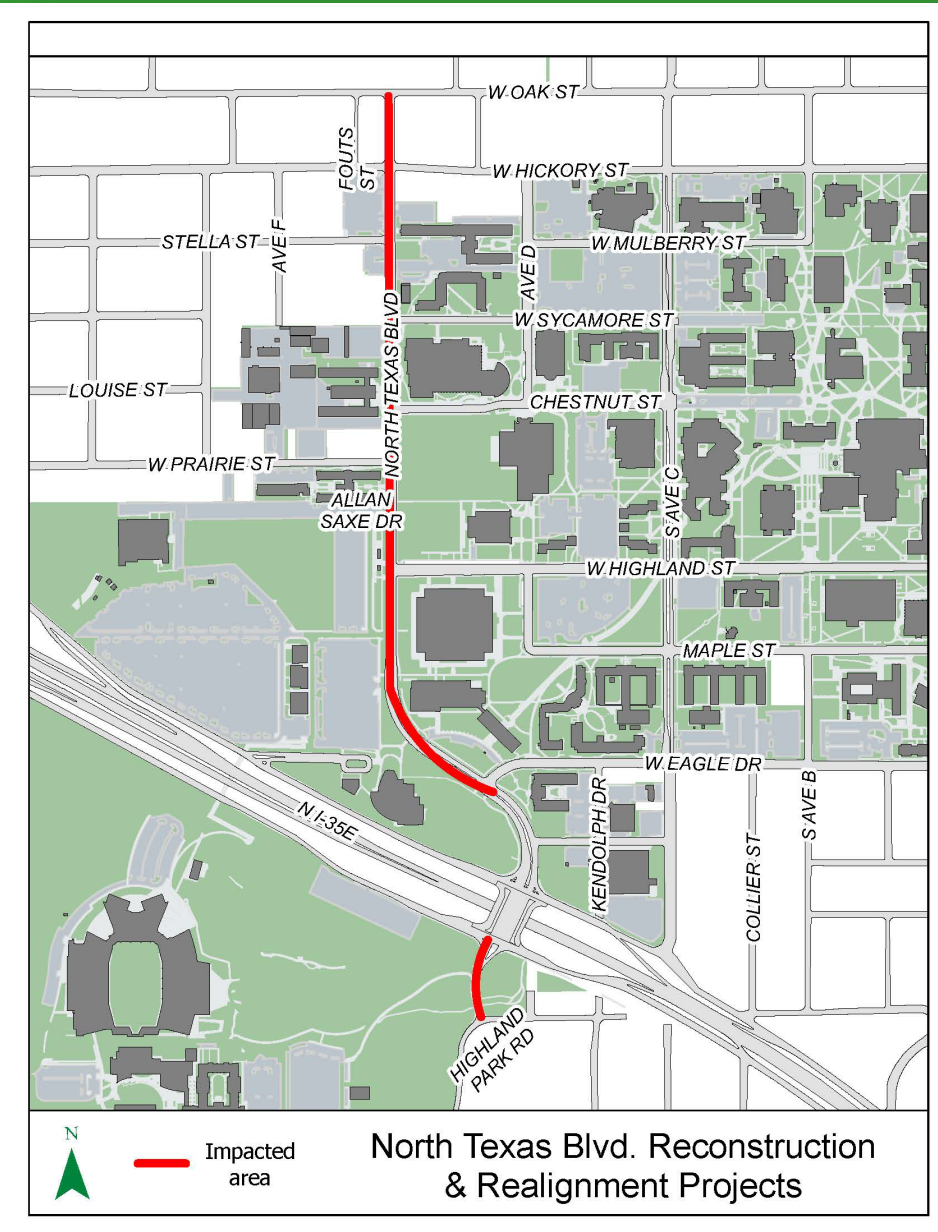 W OAK ST
FOUTS
ST
W HICKORY ST
STELLA ST
AVE F
AVE D
W MULBERRY ST
NORTH TEXAS BLVD
W SYCAMORE ST
LOUISE ST
CHESTNUT ST
W PRAIRIE ST
ALLAN
SAXE DR
S AVE C
W HIGHLAND ST
MAPLE ST
W EAGLE DR
N I-35E
KENDOLPH DR
COLLIER ST
S AVE B
HIGHLAND
PARK RD
N
Impacted
area
North Texas Blvd. Reconstruction
& Realignment Projects